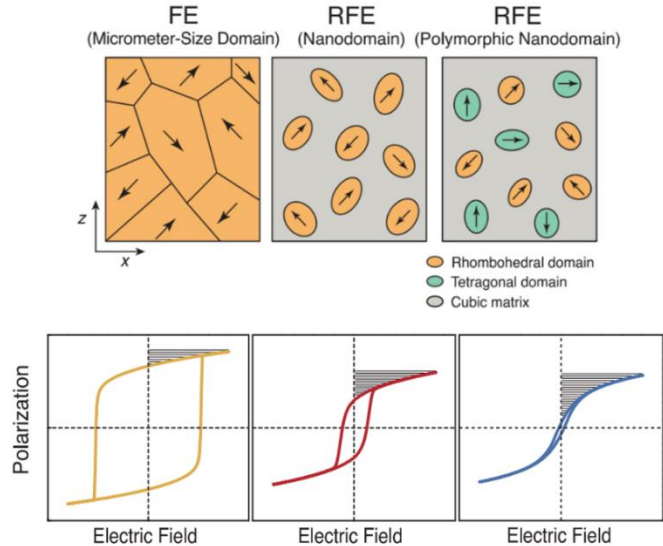 FE
(Micrometer-Size Domain)
RFE
(Nanodomain)
RFE
(Polymorphic Nanodomain)
z
x
Rhombohedral domain
Tetragonal domain
Cubic matrix
Polarization
Electric Field
Electric Field
Electric Field